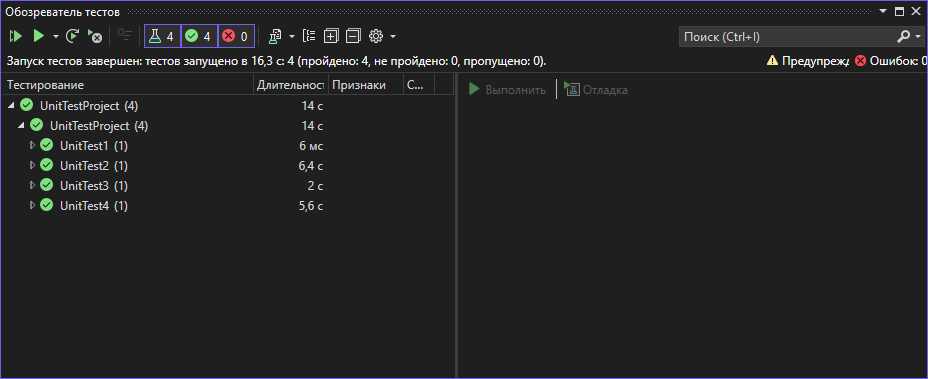 Обозреватель тестов
4 4 0 Поиск (Ctrl+I)
Запуск тестов завершен: тестов запущено в 16,3 с: 4 (пройдено: 4, не пройдено: 0, пропущено: 0). Предупрежд Ошибок: 0
Тестирование Длительност Признаки С... Выполнить Отладка
UnitTestProject (4) 14 с
UnitTestProject (4) 14 с
UnitTest1 (1) 6 мс
UnitTest2 (1) 6,4 с
UnitTest3 (1) 2 с
UnitTest4 (1) 5,6 с